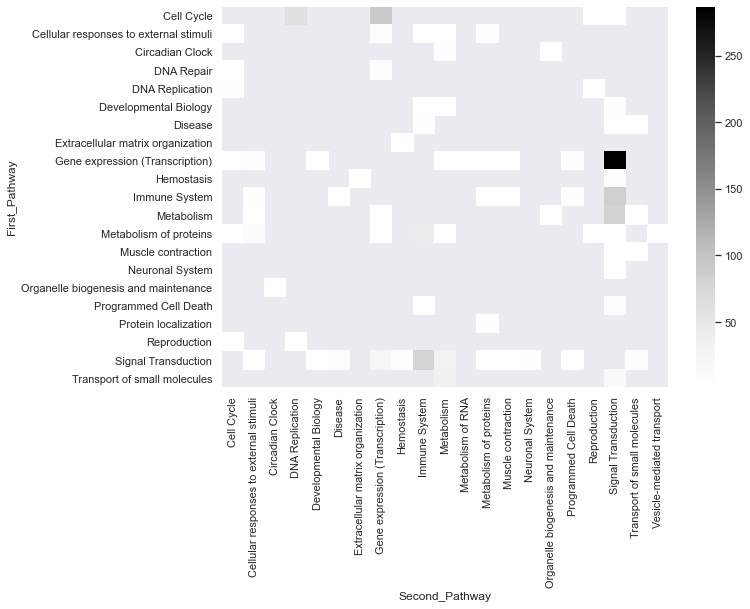 Cell Cycle
Cellular responses to external stimuli
Circadian Clock
DNA Repair
DNA Replication
Developmental Biology
Disease
Extracellular matrix organization
Gene expression (Transcription)
Hemostasis
Immune System
Metabolism
Metabolism of proteins
Muscle contraction
Neuronal System
Organelle biogenesis and maintenance
Programmed Cell Death
Protein localization
Reproduction
Signal Transduction
Transport of small molecules
First_Pathway
Cell Cycle
Cellular responses to external stimuli
Circadian Clock
DNA Replication
Developmental Biology
Disease
Extracellular matrix organization
Gene expression (Transcription)
Hemostasis
Immune System
Metabolism
Metabolism of RNA
Metabolism of proteins
Muscle contraction
Neuronal System
Organelle biogenesis and maintenance
Programmed Cell Death
Reproduction
Signal Transduction
Transport of small molecules
Vesicle-mediated transport
Second_Pathway
250
200
150
100
50